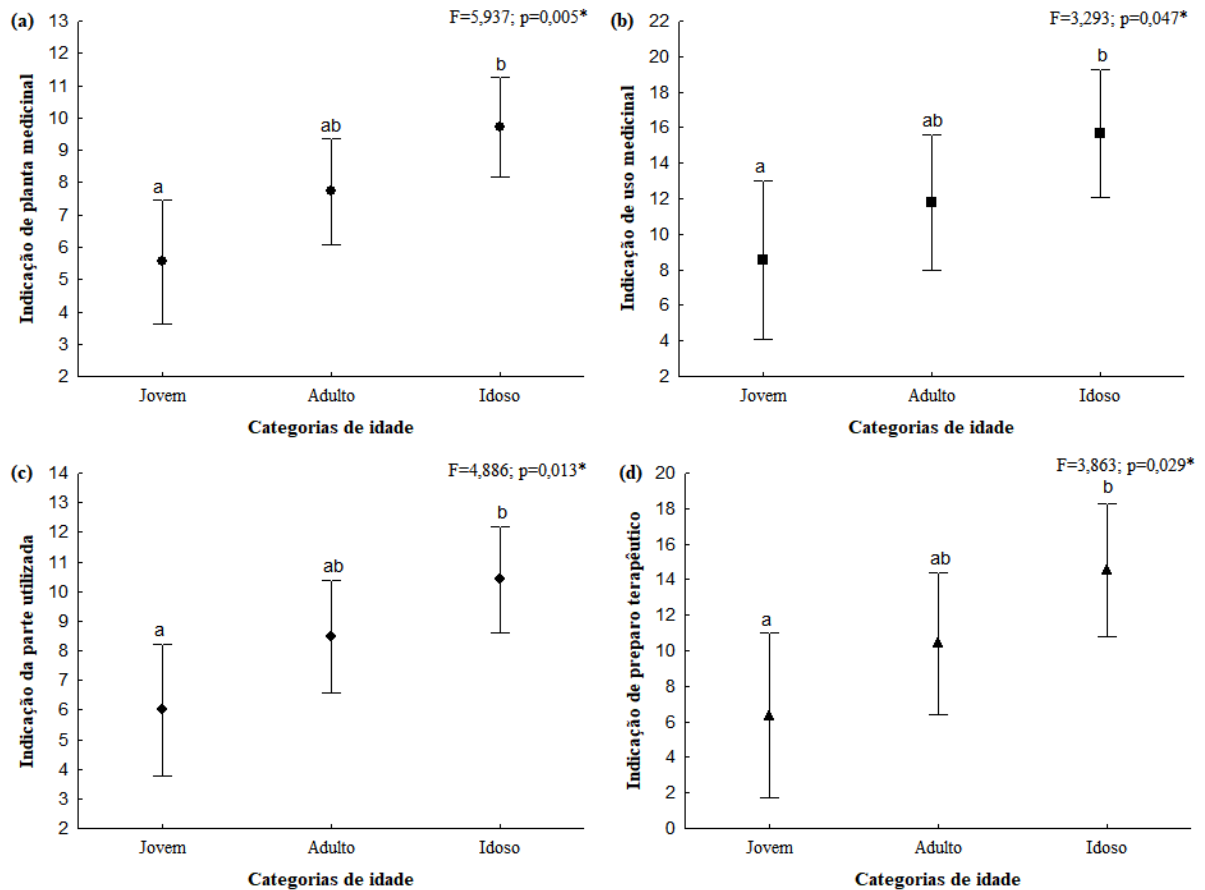 (a)
F=5,937; p=0,005*
13
12
11
10
9
8
7
6
5
4
3
2
Indicação de planta medicinal
a
ab
b
Jovem Adulto Idoso
Categorias de idade
(b)
F=3,293; p=0,047*
22
20
18
16
14
12
10
8
6
4
2
Indicação de uso medicinal
a
ab
b
Jovem Adulto Idoso
Categorias de idade
(c)
F=4,886; p=0,013*
14
13
12
11
10
9
8
7
6
5
4
3
2
Indicação da parte utilizada
a
ab
b
Jovem Adulto Idoso
Categorias de idade
(d)
F=3,863; p=0,029*
20
18
16
14
12
10
8
6
4
2
0
Indicação de preparo terapêutico
a
ab
b
Jovem Adulto Idoso
Categorias de idade